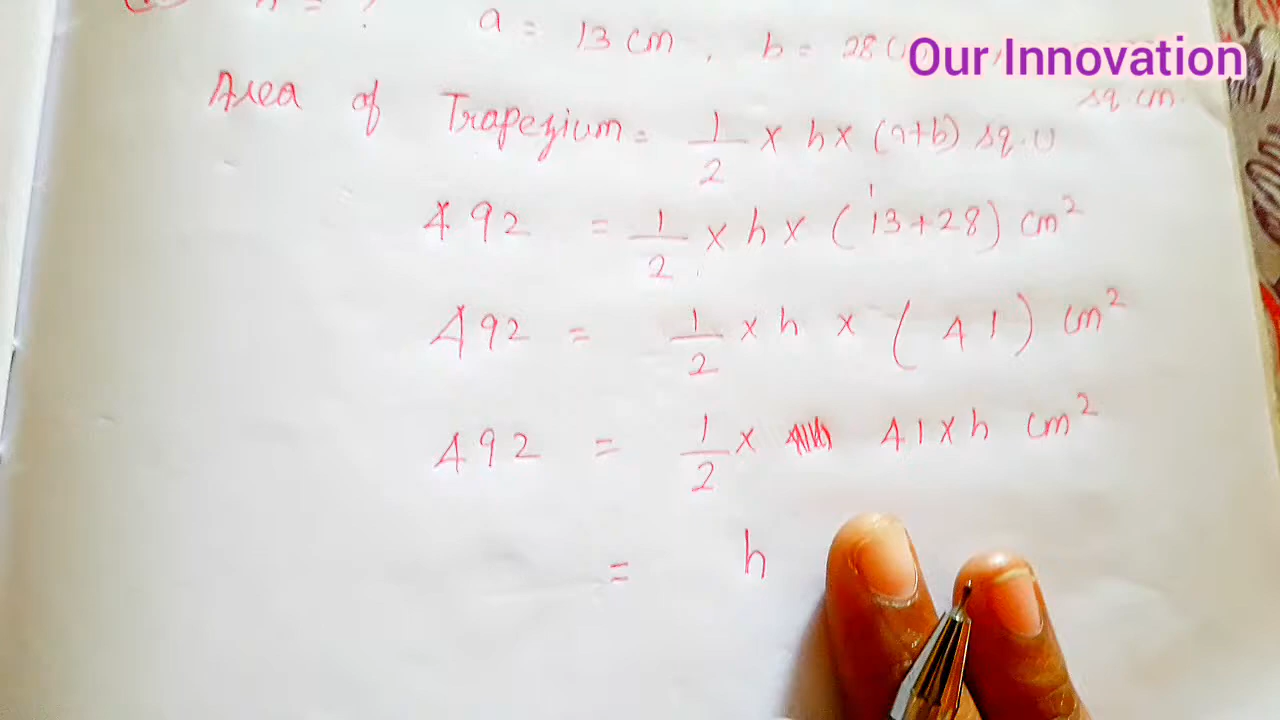 h = ?   a = 13 cm , b = 28 cm
Our Innovation
sq. cm.
Area of Trapezium = 1/2 x h x (a+b) sq.u
492 = 1/2 x h x (13+28) cm²
492 = 1/2 x h x (41) cm²
492 = 1/2 x 41 x h cm²
= h